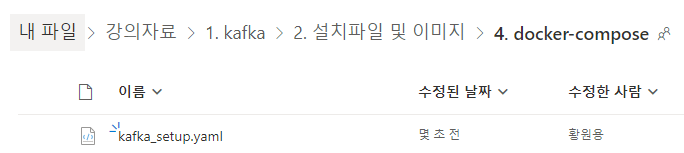 내 파일 > 강의자료 > 1. kafka > 2. 설치파일 및 이미지 > 4. docker-compose
이름 수정된 날짜 수정한 사람
kafka_setup.yaml 몇 초 전 황원용